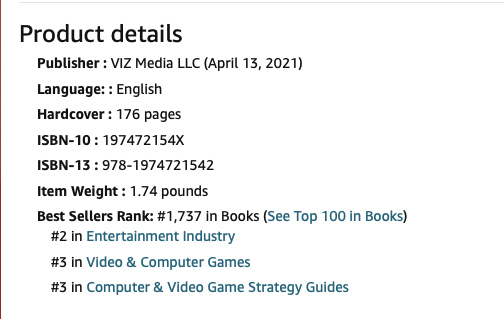 Product details
Publisher : VIZ Media LLC (April 13, 2021)
Language: : English
Hardcover : 176 pages
ISBN-10 : 197472154X
ISBN-13 : 978-1974721542
Item Weight : 1.74 pounds
Best Sellers Rank: #1,737 in Books (See Top 100 in Books)
#2 in Entertainment Industry
#3 in Video & Computer Games
#3 in Computer & Video Game Strategy Guides